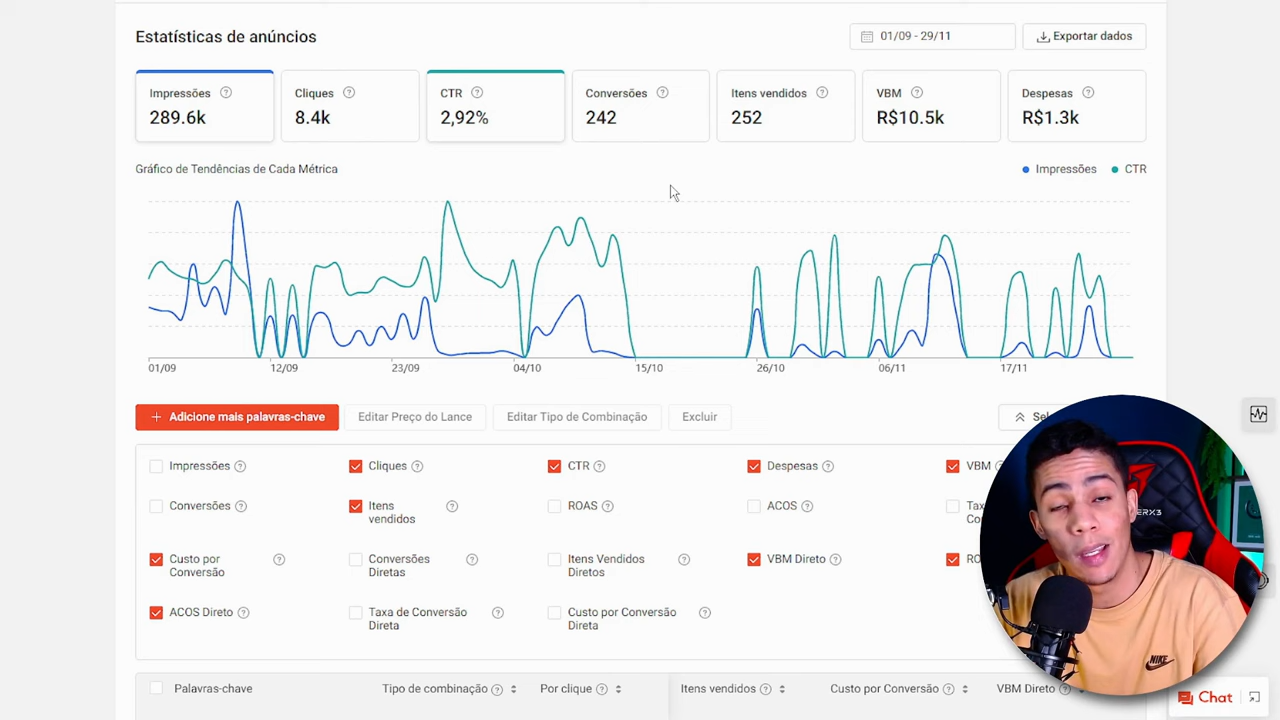 Estatísticas de anúncios
01/09 - 29/11
Exportar dados
Impressões
289.6k
Cliques
8.4k
CTR
2,92%
Conversões
242
Itens vendidos
252
VBM
R$10.5k
Despesas
R$1.3k
Gráfico de Tendências de Cada Métrica
Impressões
CTR
01/09
12/09
23/09
04/10
15/10
26/10
06/11
17/11
+ Adicione mais palavras-chave
Editar Preço do Lance
Editar Tipo de Combinação
Excluir
Impressões
Cliques
CTR
Despesas
VBM
Conversões
Itens
vendidos
ROAS
ACOS
Custo por
Conversão
Conversões
Diretas
Itens Vendidos
Diretos
VBM Direto
ACOS Direto
Taxa de Conversão
Direta
Custo por Conversão
Direta
Palavras-chave
Tipo de combinação
Por clique
Itens vendidos
Custo por Conversão
VBM Direto
NIKE
Chat